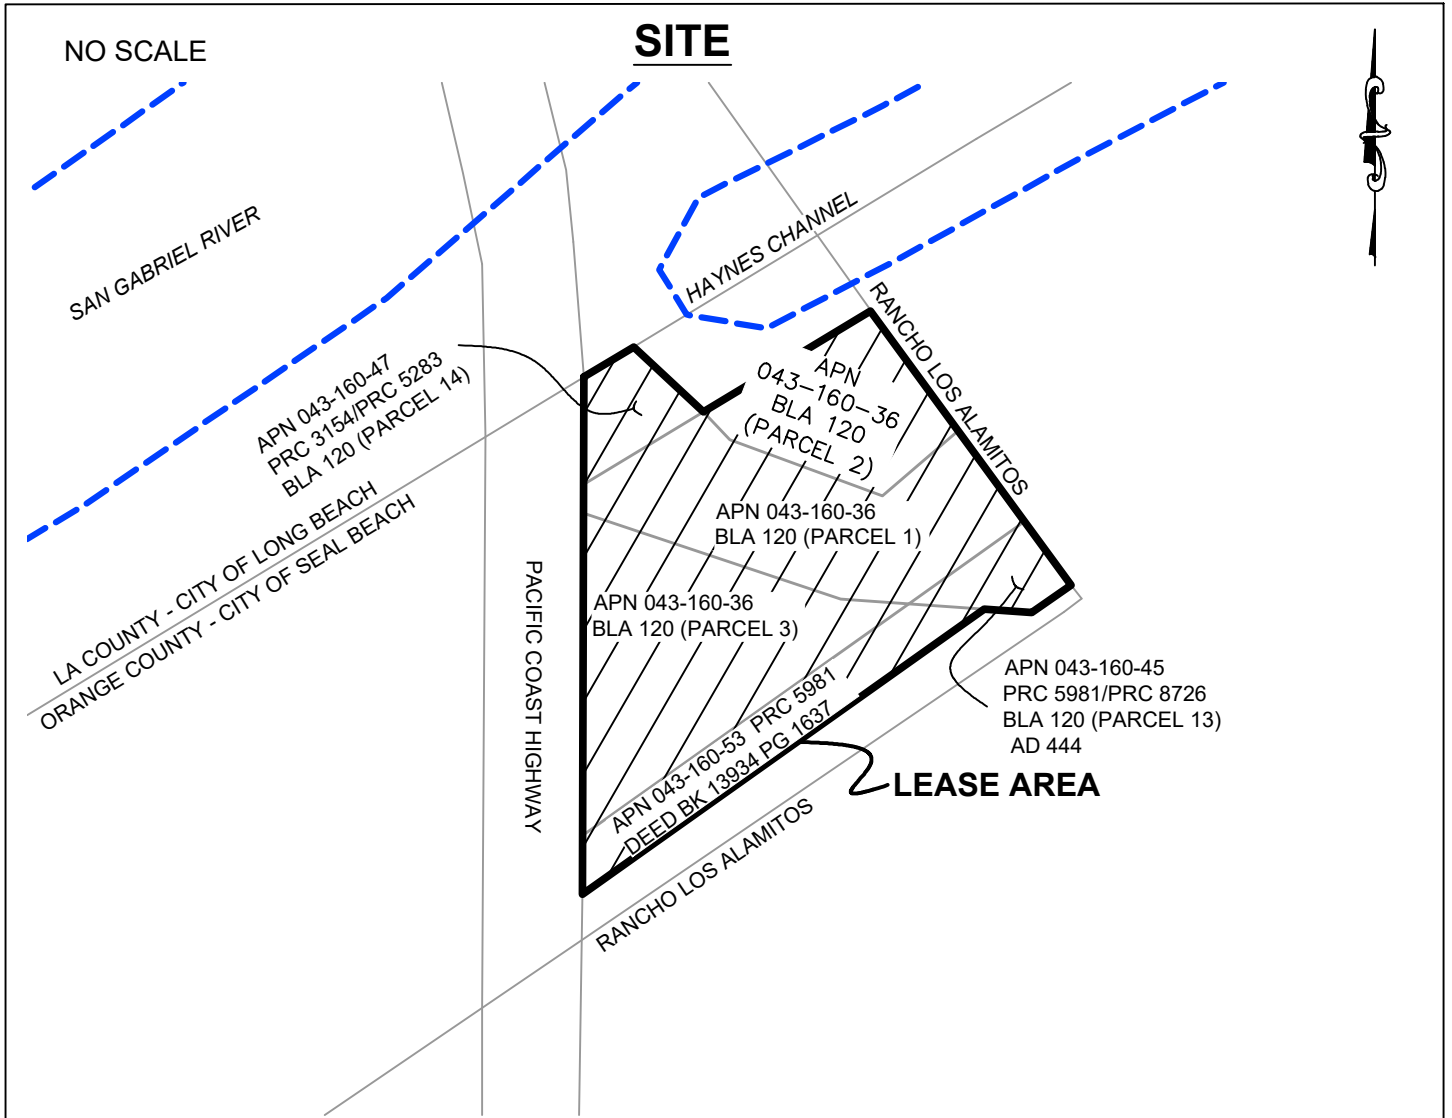 NO SCALE
SITE
SAN GABRIEL RIVER
HAYNES CHANNEL
RANCHO LOS ALAMITOS
APN 043-160-47
PRC 3154/PRC 5283
BLA 120 (PARCEL 14)
APN
043-160-36
BLA 120
(PARCEL 2)
LA COUNTY - CITY OF LONG BEACH
ORANGE COUNTY - CITY OF SEAL BEACH
APN 043-160-36
BLA 120 (PARCEL 1)
PACIFIC COAST HIGHWAY
APN 043-160-36
BLA 120 (PARCEL 3)
APN 043-160-53 PRC 5981
DEED BK 13934 PG 1637
APN 043-160-45
PRC 5981/PRC 8726
BLA 120 (PARCEL 13)
AD 444
LEASE AREA
RANCHO LOS ALAMITOS